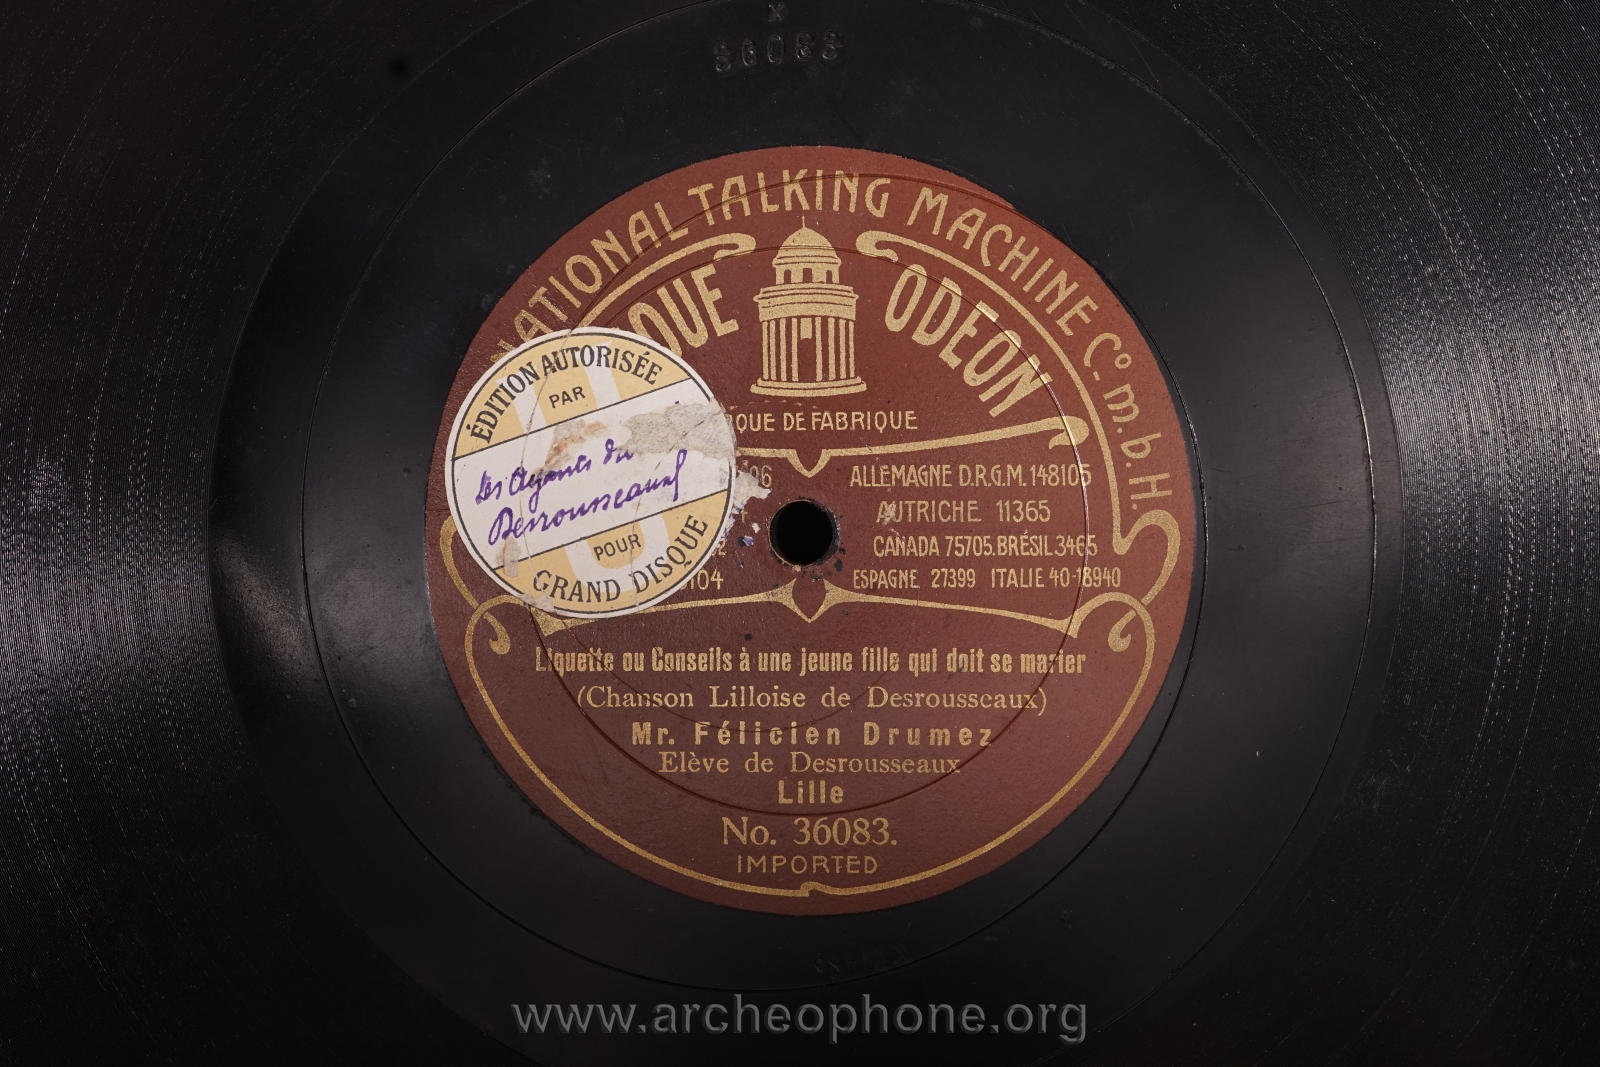 x
36083
NATIONAL TALKING MACHINE Co. m.b.H.
QUE ODEON
QUE DE FABRIQUE
ALLEMAGNE D.R.G.M. 148105
AUTRICHE 11365
CANADA 75705. BRÉSIL 3465
104 ESPAGNE 27399 ITALIE 40-18940
ÉDITION AUTORISÉE
PAR
Les Ayants du
Desrousseaux
POUR
GRAND DISQUE
Liquette ou Conseils à une jeune fille qui doit se marier
(Chanson Lilloise de Desrousseaux)
Mr. Félicien Drumez
Elève de Desrousseaux
Lille
No. 36083.
IMPORTED
www.archeophone.org